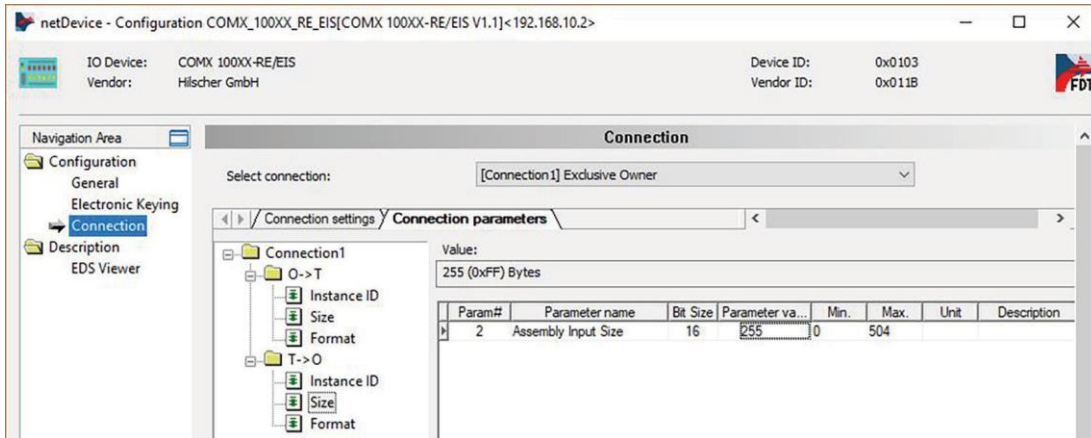 netDevice - Configuration COMX_100XX_RE_EIS[COMX 100XX-RE/EIS V1.1]<192.168.10.2>
IO Device: COMX 100XX-RE/EIS Device ID: 0x0103
Vendor: Hilscher GmbH Vendor ID: 0x011B
FDT
Navigation Area
Configuration
General
Electronic Keying
Connection
Description
EDS Viewer
Connection
Select connection: [Connection1] Exclusive Owner
Connection settings Connection parameters
Connection1
O->T
Instance ID
Size
Format
T->O
Instance ID
Size
Format
Value:
255 (0xFF) Bytes
Param# Parameter name Bit Size Parameter va... Min. Max. Unit Description
2 Assembly Input Size 16 255 0 504